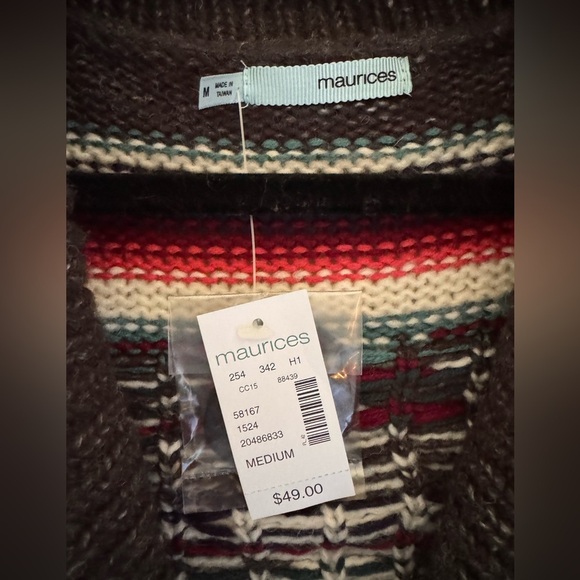 M
MADE IN
TAIWAN
maurices
maurices
254 342 H1
CC15 88439
58167
1524
20486833
MEDIUM
$49.00